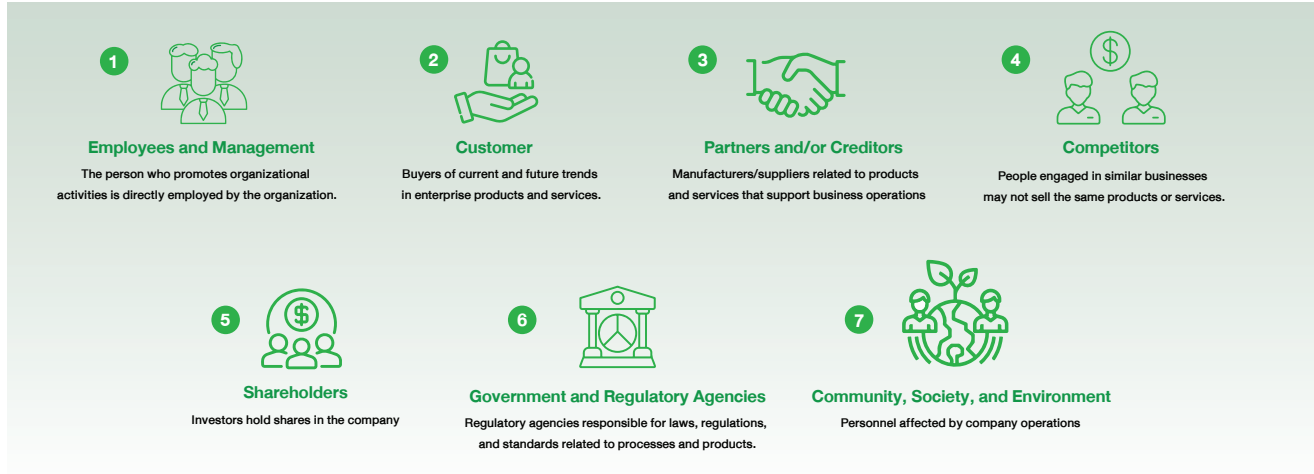 1
Employees and Management
The person who promotes organizational
activities is directly employed by the organization.
2
Customer
Buyers of current and future trends
in enterprise products and services.
3
Partners and/or Creditors
Manufacturers/suppliers related to products
and services that support business operations
4
$
Competitors
People engaged in similar businesses
may not sell the same products or services.
5
$
Shareholders
Investors hold shares in the company
6
Government and Regulatory Agencies
Regulatory agencies responsible for laws, regulations,
and standards related to processes and products.
7
Community, Society, and Environment
Personnel affected by company operations